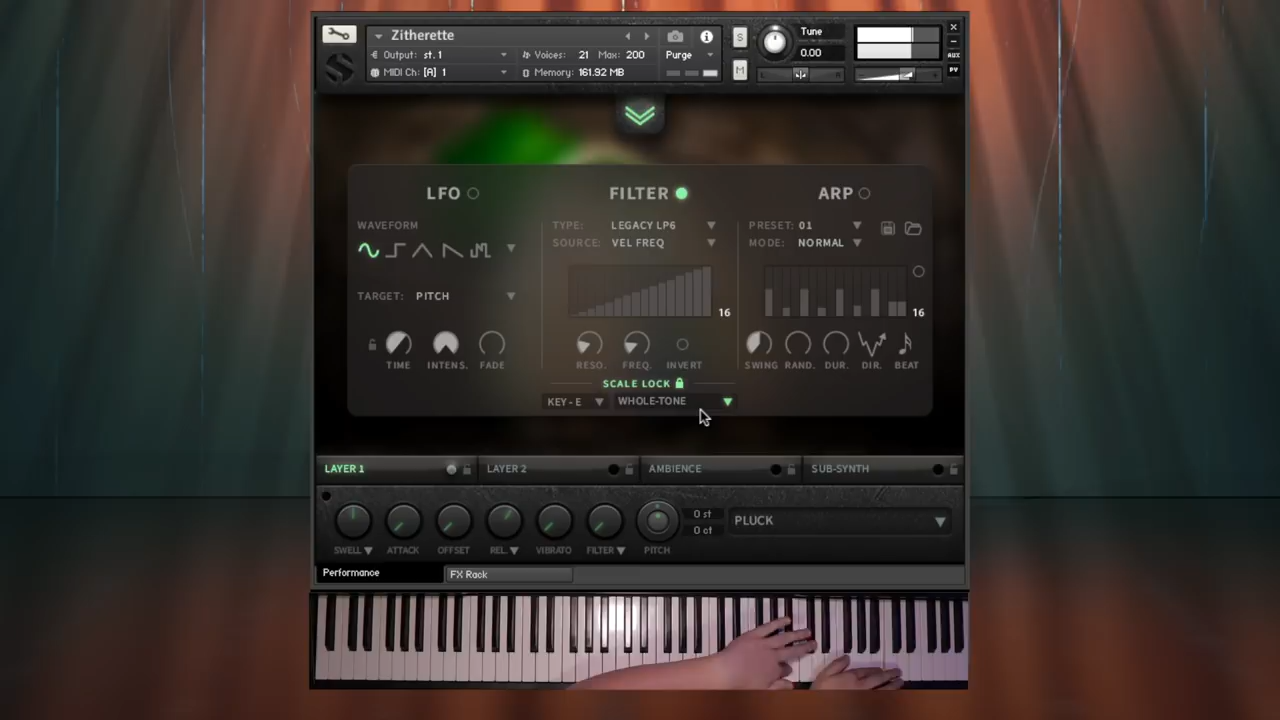 Zitherette
S
Tune
0.00
Output: st.1
Voices: 21 Max: 200
Purge
MIDI Ch: [A] 1
Memory: 161.92 MB
M
L R
AUX
PV
LFO
FILTER
ARP
WAVEFORM
TYPE: LEGACY LP6
SOURCE: VEL FREQ
PRESET: 01
MODE: NORMAL
TARGET: PITCH
16
16
TIME
INTENS.
FADE
RESO.
FREQ.
INVERT
SWING
RAND.
DUR.
DIR.
BEAT
SCALE LOCK
KEY - E
WHOLE-TONE
LAYER 1
LAYER 2
AMBIENCE
SUB-SYNTH
0 st
0 ct
PLUCK
SWELL
ATTACK
OFFSET
REL.
VIBRATO
FILTER
PITCH
Performance
FX Rack